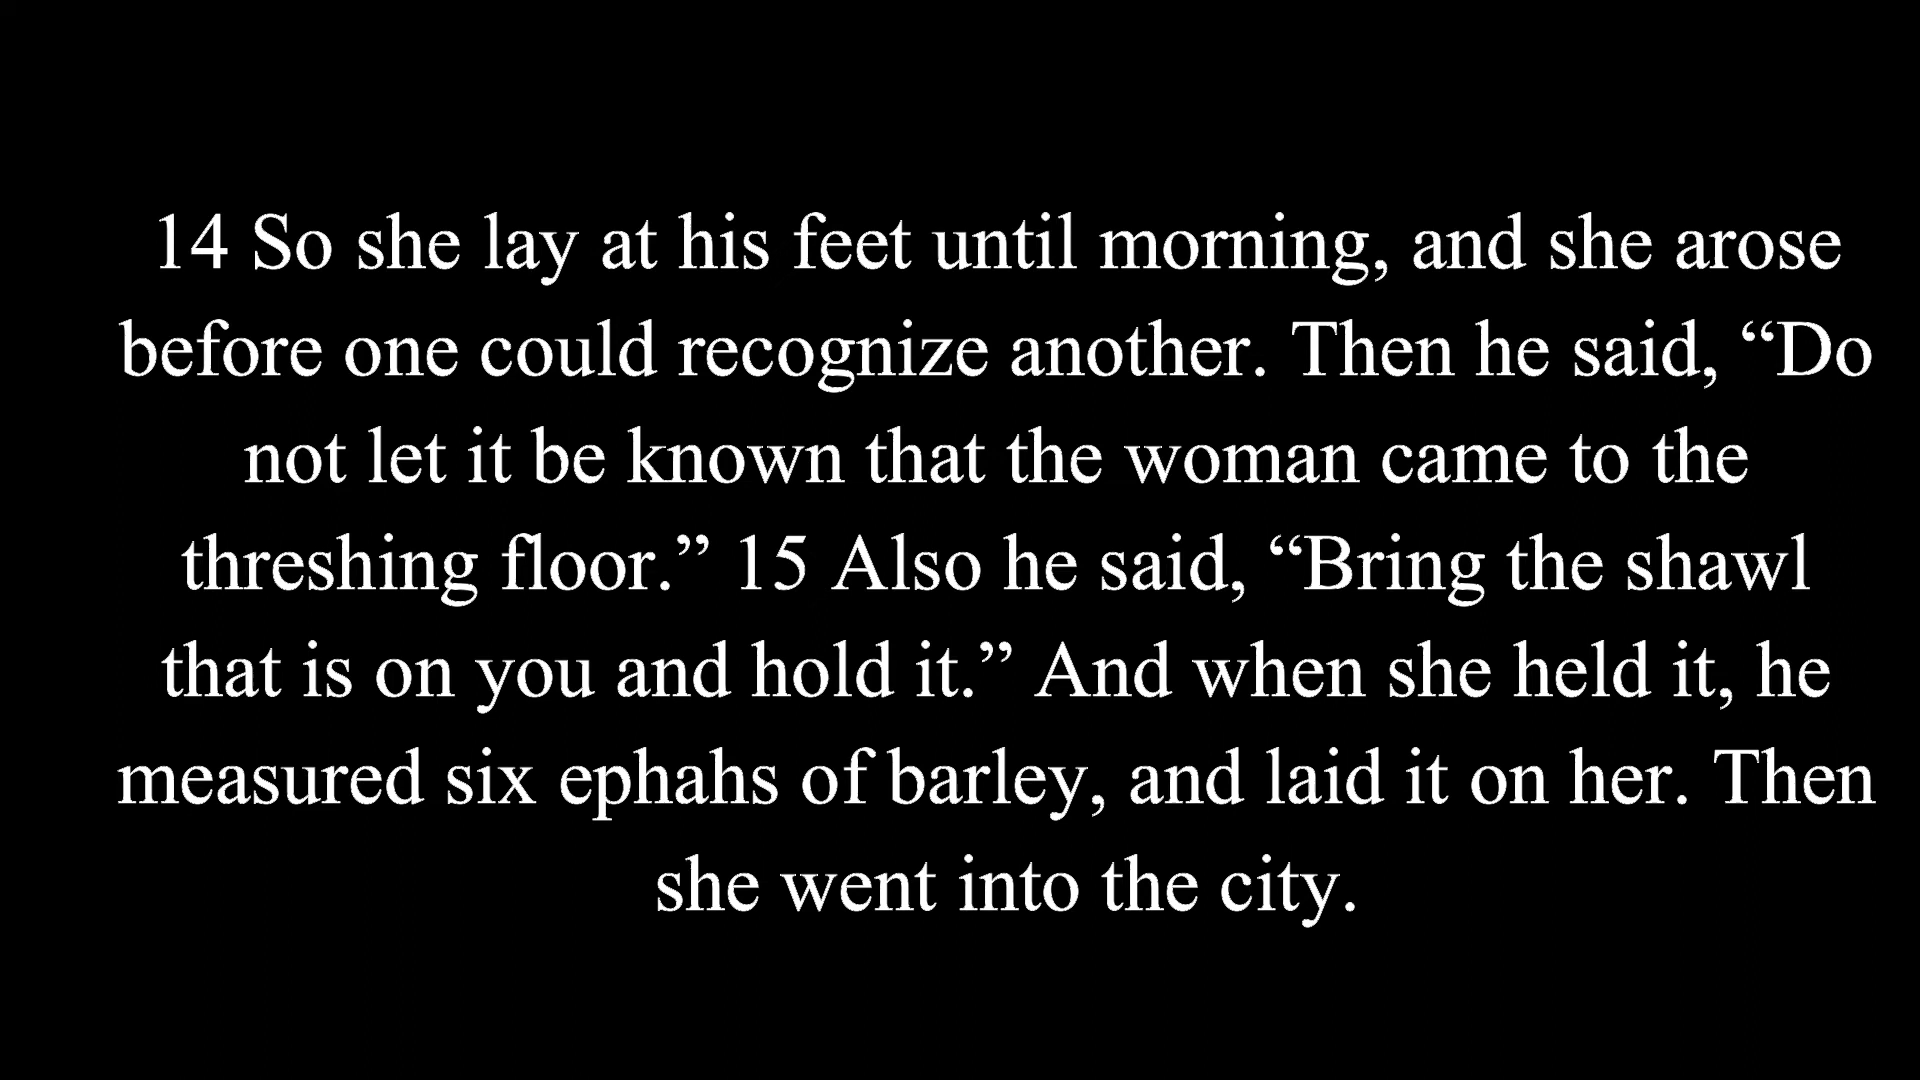 14 So she lay at his feet until morning, and she arose
before one could recognize another. Then he said, “Do
not let it be known that the woman came to the
threshing floor.” 15 Also he said, “Bring the shawl
that is on you and hold it.” And when she held it, he
measured six ephahs of barley, and laid it on her. Then
she went into the city.